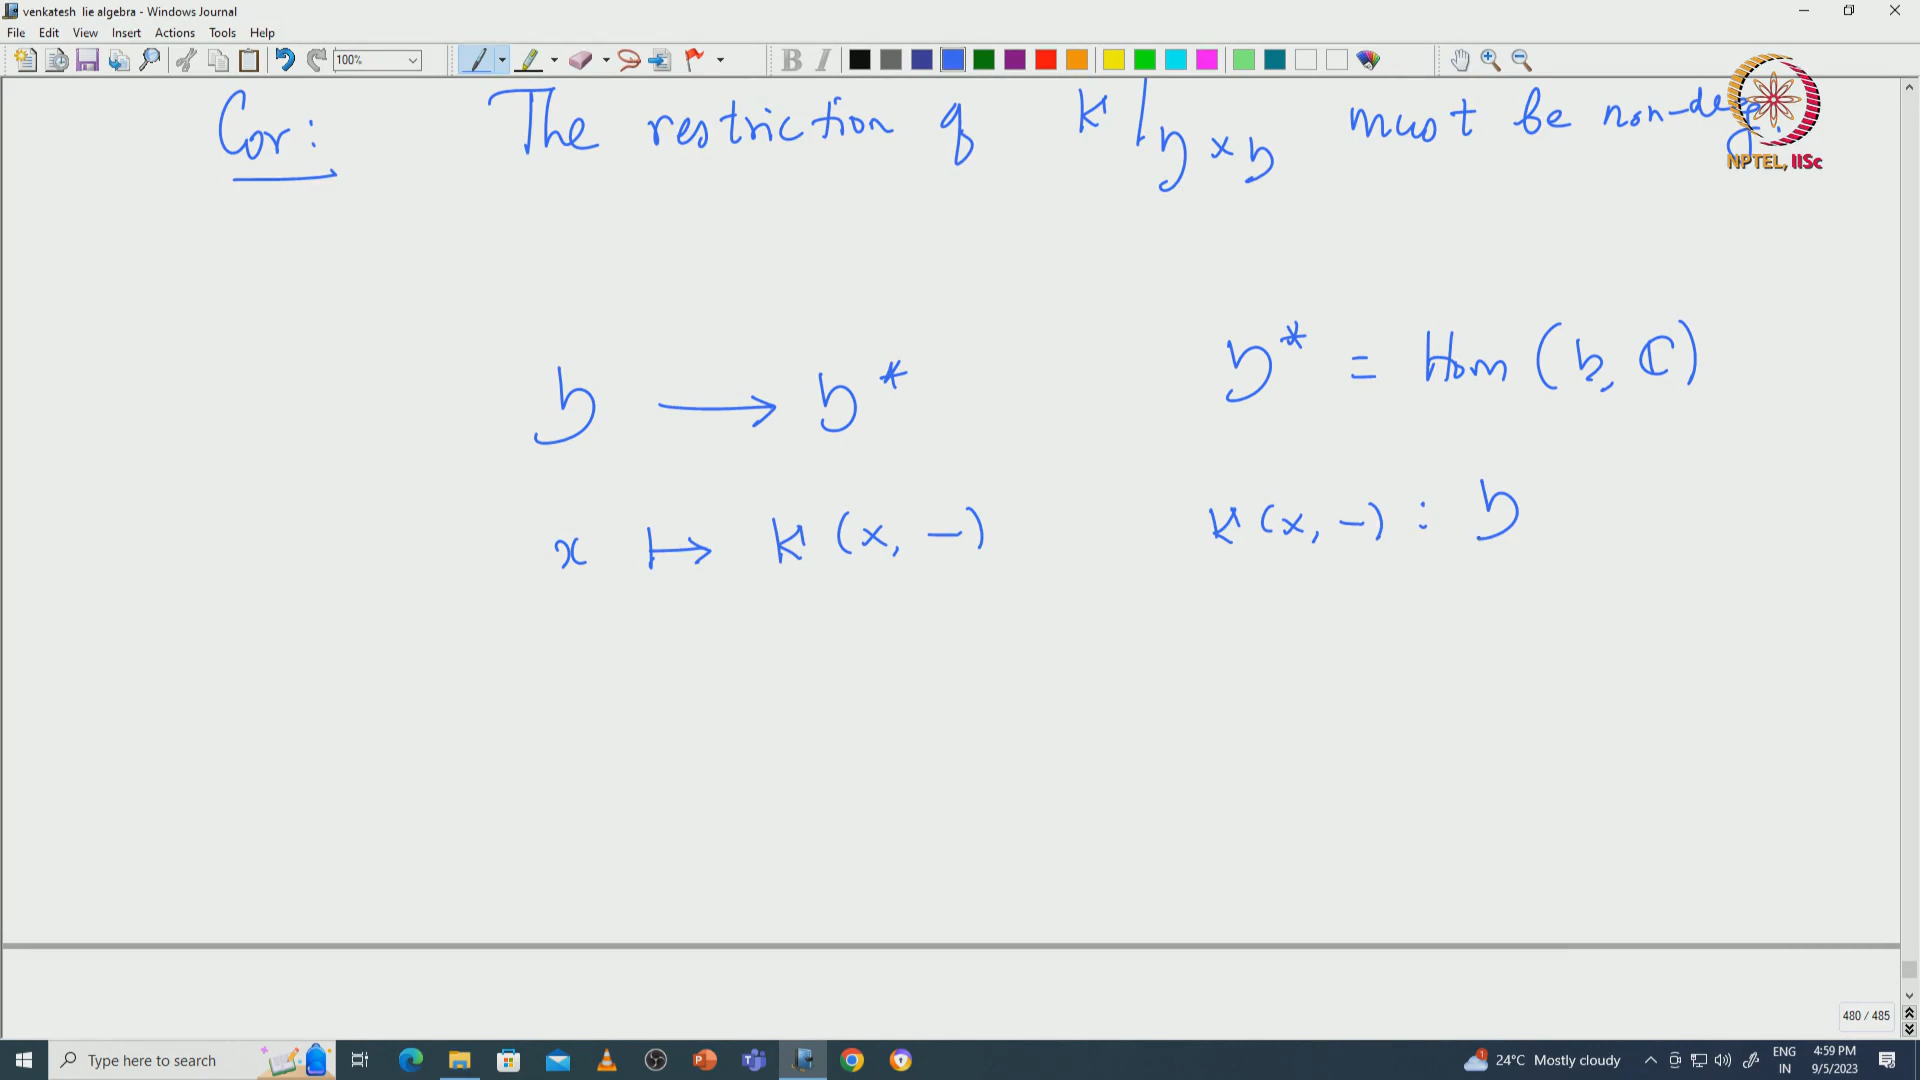 venkatesh lie algebra - Windows Journal
File Edit View Insert Actions Tools Help
100%
B I
Cor: The restriction of κ|𝔥×𝔥 must be non-deg.
NPTEL, IISc
𝔥* = Hom (𝔥, ℂ)
𝔥 ⟶ 𝔥*
x ↦ κ(x, –) κ(x, –) : 𝔥
480 / 485
Type here to search
24°C Mostly cloudy
ENG
IN
4:59 PM
9/5/2023